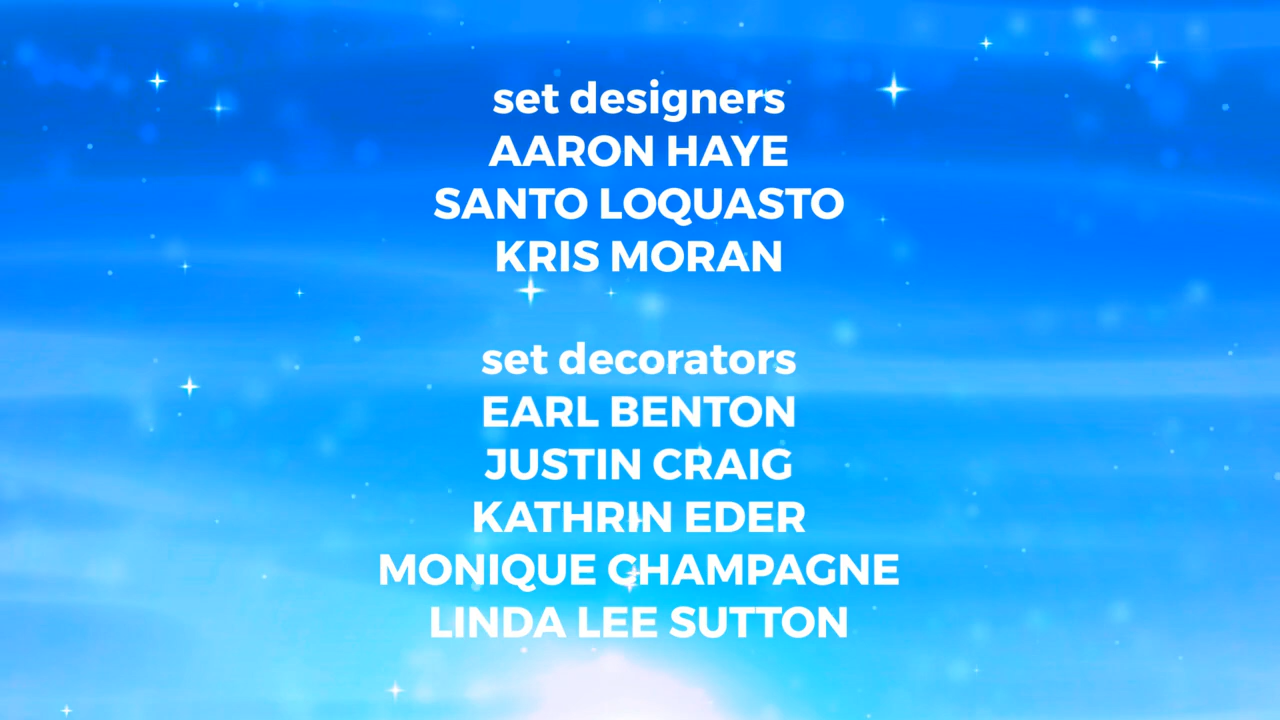 set designers
AARON HAYE
SANTO LOQUASTO
KRIS MORAN
set decorators
EARL BENTON
JUSTIN CRAIG
KATHRIN EDER
MONIQUE CHAMPAGNE
LINDA LEE SUTTON